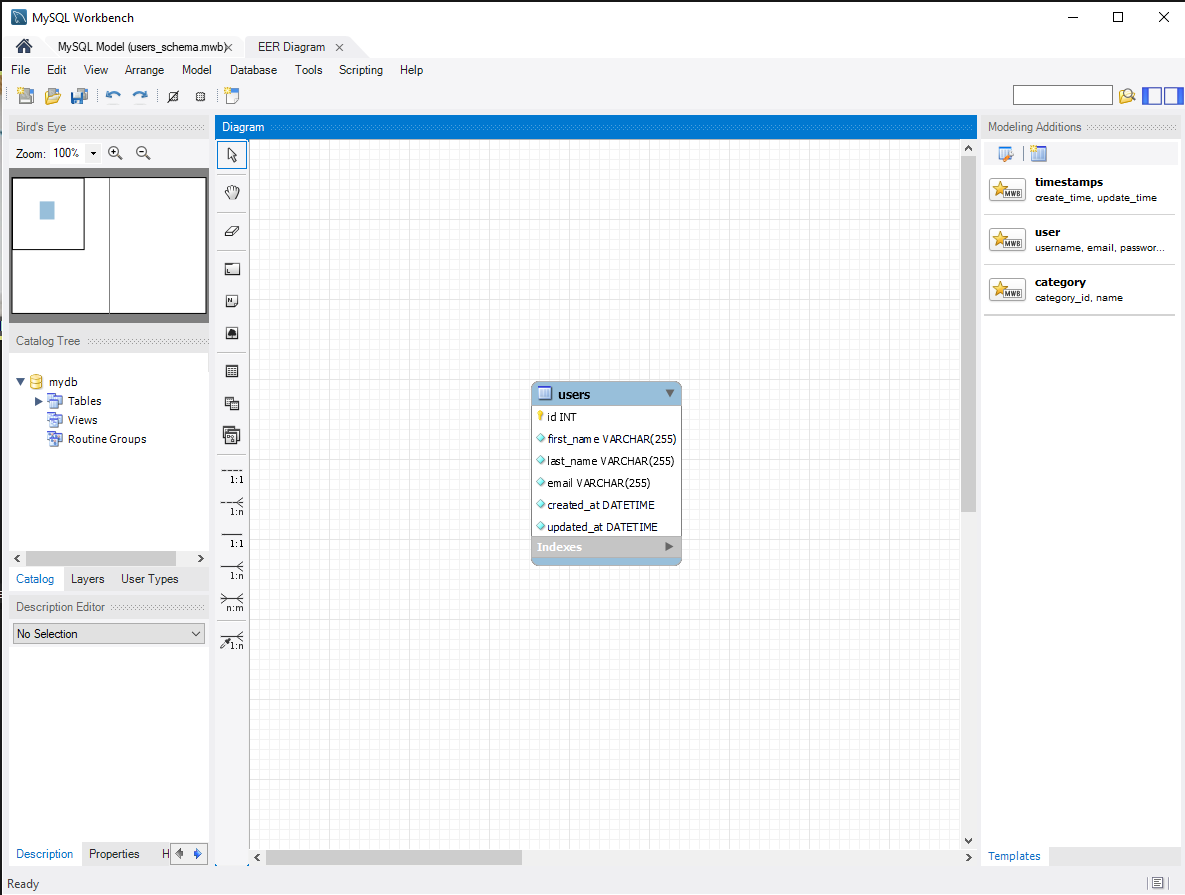 MySQL Workbench
MySQL Model (users_schema.mwb)
EER Diagram
File Edit View Arrange Model Database Tools Scripting Help
Bird's Eye
Zoom: 100%
Catalog Tree
mydb
Tables
Views
Routine Groups
Catalog Layers User Types
Description Editor
No Selection
Description Properties H
Diagram
L
N
1:1
1:n
1:1
1:n
n:m
1:n
users
id INT
first_name VARCHAR(255)
last_name VARCHAR(255)
email VARCHAR(255)
created_at DATETIME
updated_at DATETIME
Indexes
Modeling Additions
MWB
timestamps
create_time, update_time
MWB
user
username, email, passwor...
MWB
category
category_id, name
Templates
Ready